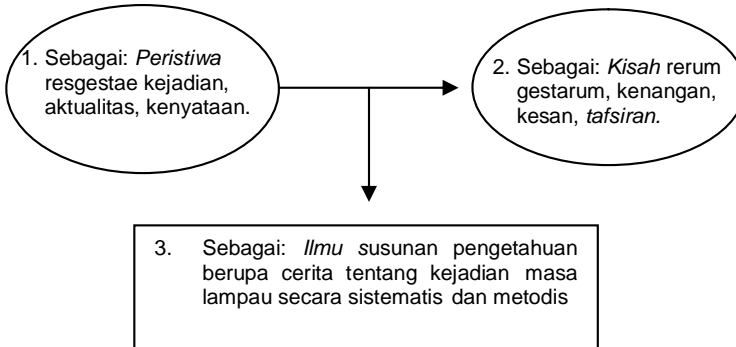 1. Sebagai: Peristiwa
resgestae kejadian,
aktualitas, kenyataan.
2. Sebagai: Kisah rerum
gestarum, kenangan,
kesan, tafsiran.
3. Sebagai: Ilmu susunan pengetahuan
berupa cerita tentang kejadian masa
lampau secara sistematis dan metodis